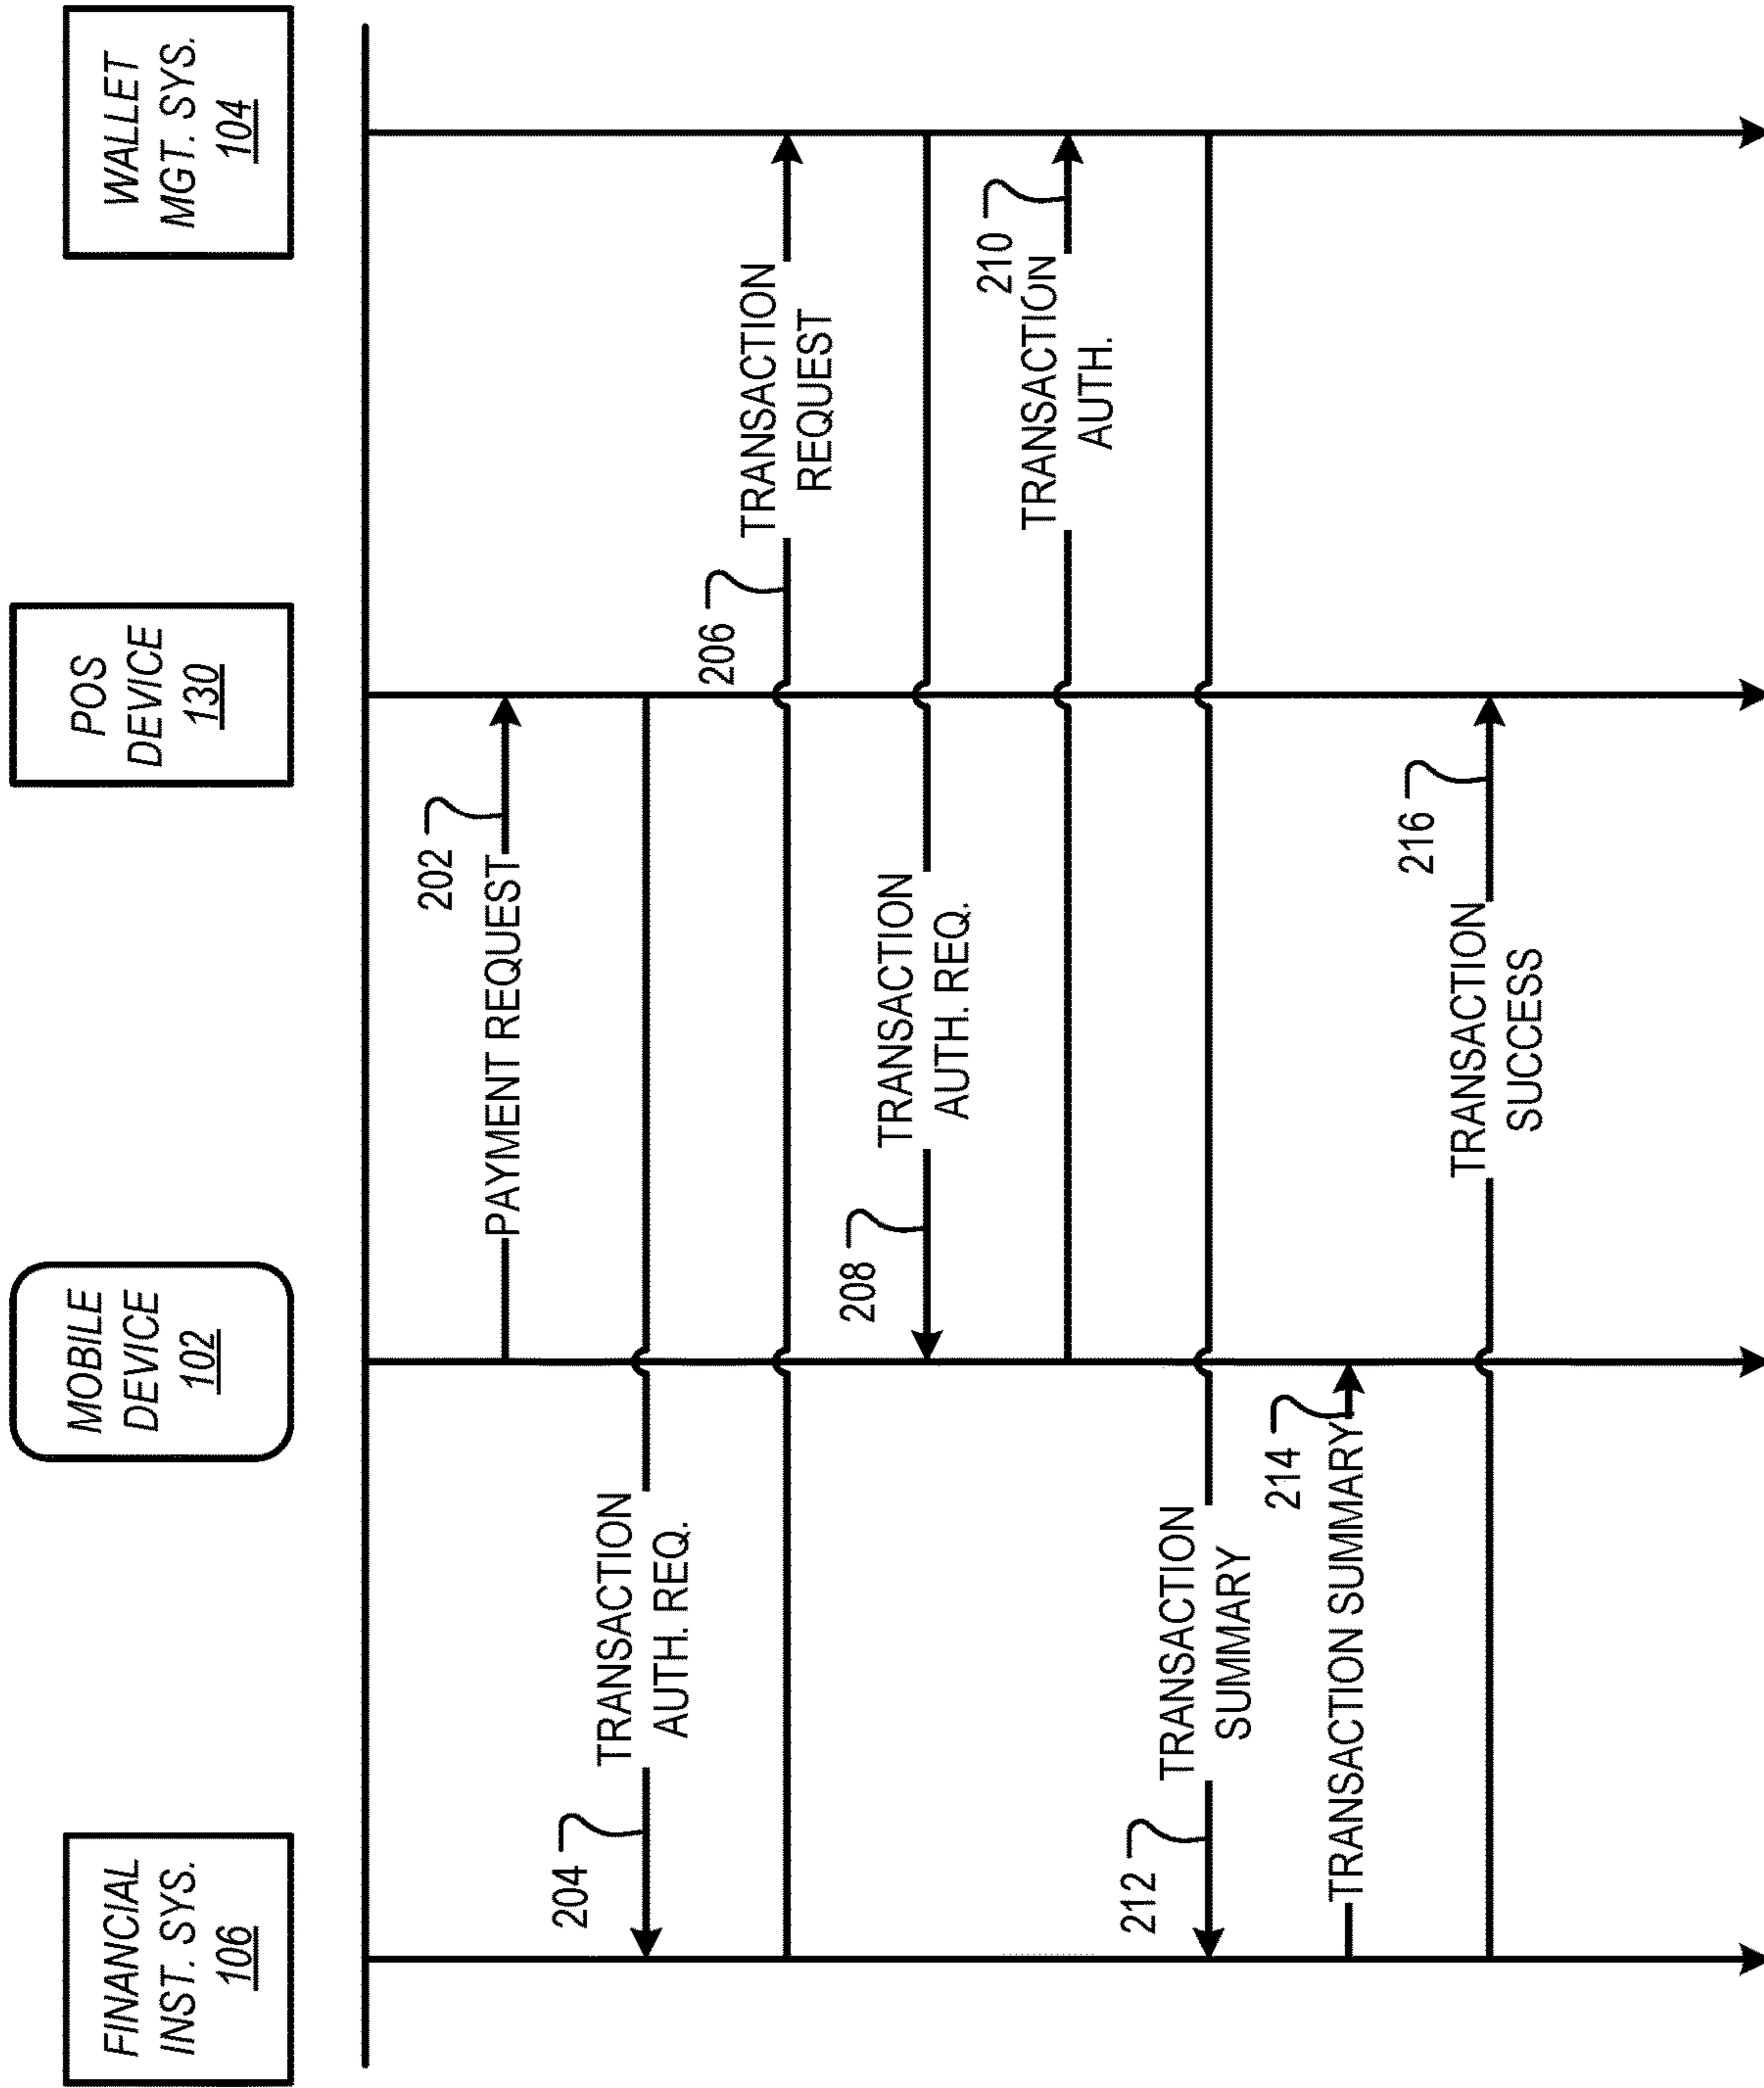 FINANCIAL
INST. SYS.
106
MOBILE
DEVICE
102
POS
DEVICE
130
WALLET
MGT. SYS.
104
PAYMENT REQUEST
202
204
TRANSACTION
AUTH. REQ.
206
TRANSACTION
REQUEST
208
TRANSACTION
AUTH. REQ.
TRANSACTION
AUTH.
210
212
TRANSACTION
SUMMARY
TRANSACTION SUMMARY
214
TRANSACTION
SUCCESS
216